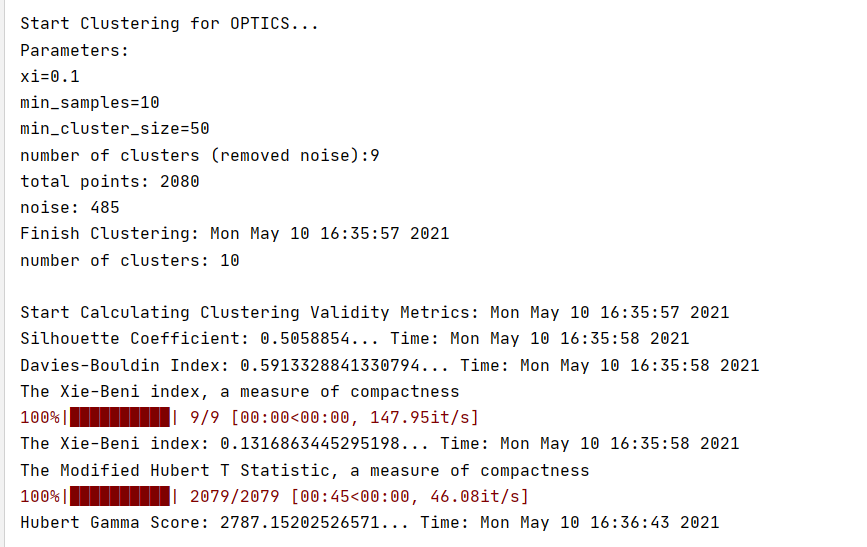 Start Clustering for OPTICS...
Parameters:
xi=0.1
min_samples=10
min_cluster_size=50
number of clusters (removed noise):9
total points: 2080
noise: 485
Finish Clustering: Mon May 10 16:35:57 2021
number of clusters: 10
Start Calculating Clustering Validity Metrics: Mon May 10 16:35:57 2021
Silhouette Coefficient: 0.5058854... Time: Mon May 10 16:35:58 2021
Davies-Bouldin Index: 0.5913328841330794... Time: Mon May 10 16:35:58 2021
The Xie-Beni index, a measure of compactness
100%|██████████| 9/9 [00:00<00:00, 147.95it/s]
The Xie-Beni index: 0.1316863445295198... Time: Mon May 10 16:35:58 2021
The Modified Hubert T Statistic, a measure of compactness
100%|██████████| 2079/2079 [00:45<00:00, 46.08it/s]
Hubert Gamma Score: 2787.15202526571... Time: Mon May 10 16:36:43 2021